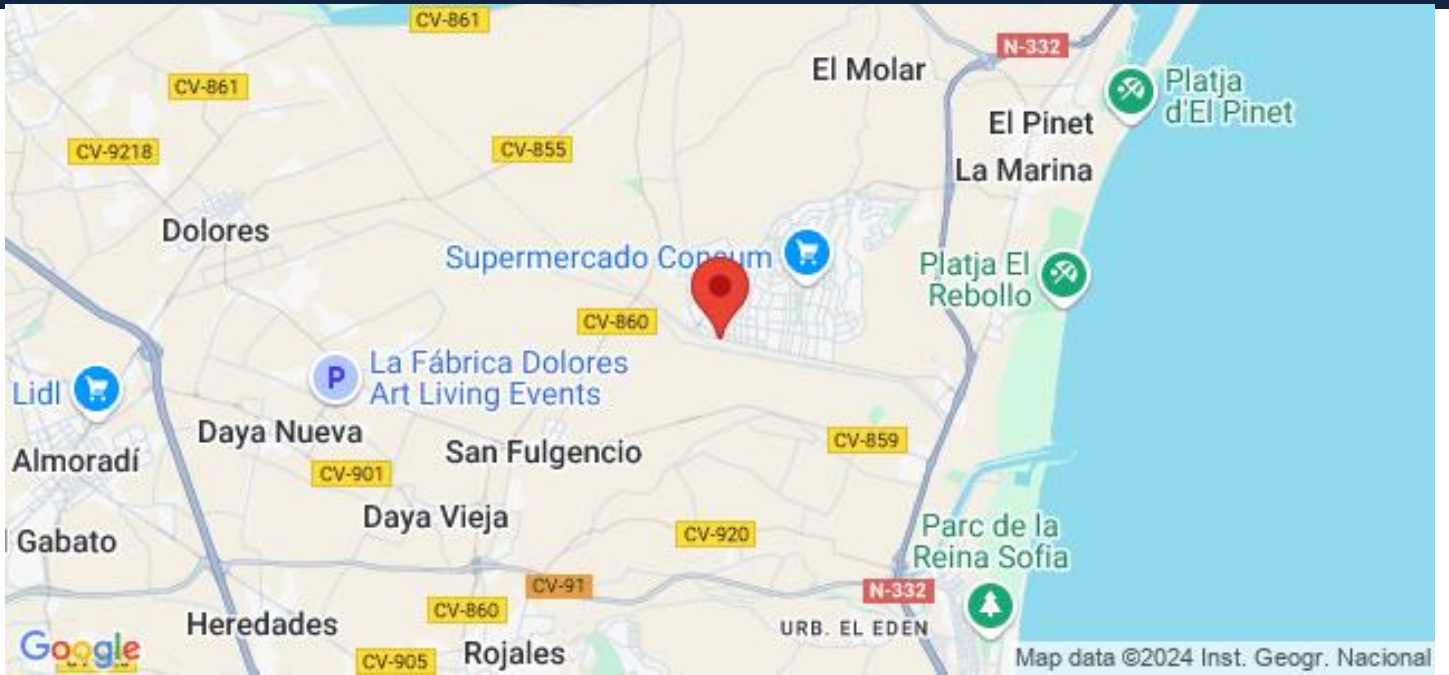 CV-861
N-332
El Molar
CV-861
Platja
d'El Pinet
El Pinet
CV-9218
CV-855
La Marina
Dolores
Supermercado Consum
Platja El
Rebollo
CV-860
La Fábrica Dolores
Art Living Events
P
Lidl
Daya Nueva
CV-859
San Fulgencio
Almoradí
CV-901
Daya Vieja
Parc de la
Reina Sofia
CV-920
l Gabato
CV-91
N-332
CV-860
Heredades
URB. EL EDEN
Google
Rojales
CV-905
Map data ©2024 Inst. Geogr. Nacional